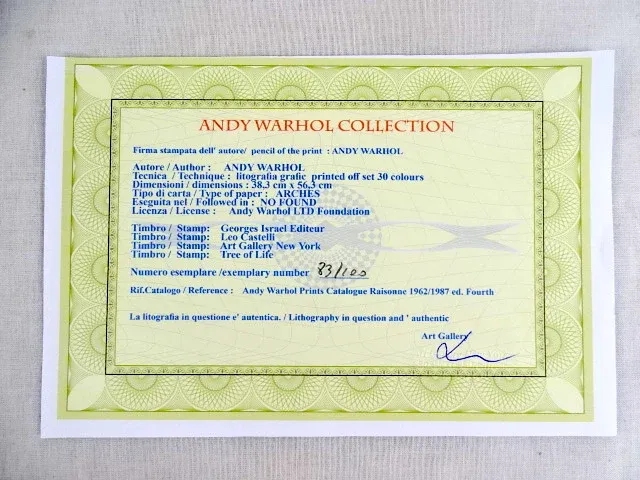 ANDY WARHOL COLLECTION
Firma stampata dell' autore/ pencil of the print : ANDY WARHOL
Autore / Author : ANDY WARHOL
Tecnica / Technique : litografia grafic printed off set 30 colours
Dimensioni / dimensions : 38,3 cm x 56,3 cm
Tipo di carta / Type of paper : ARCHES
Eseguita nel / Followed in : NO FOUND
Licenza / License : Andy Warhol LTD Foundation
Timbro / Stamp: Georges Israel Editeur
Timbro / Stamp: Leo Castelli
Timbro / Stamp: Art Gallery New York
Timbro / Stamp: Tree of Life
Numero esemplare /exemplary number 83/100
Rif.Catalogo / Reference : Andy Warhol Prints Catalogue Raisonne 1962/1987 ed. Fourth
La litografia in questione e' autentica. / Lithography in question and ' authentic
Art Gallery